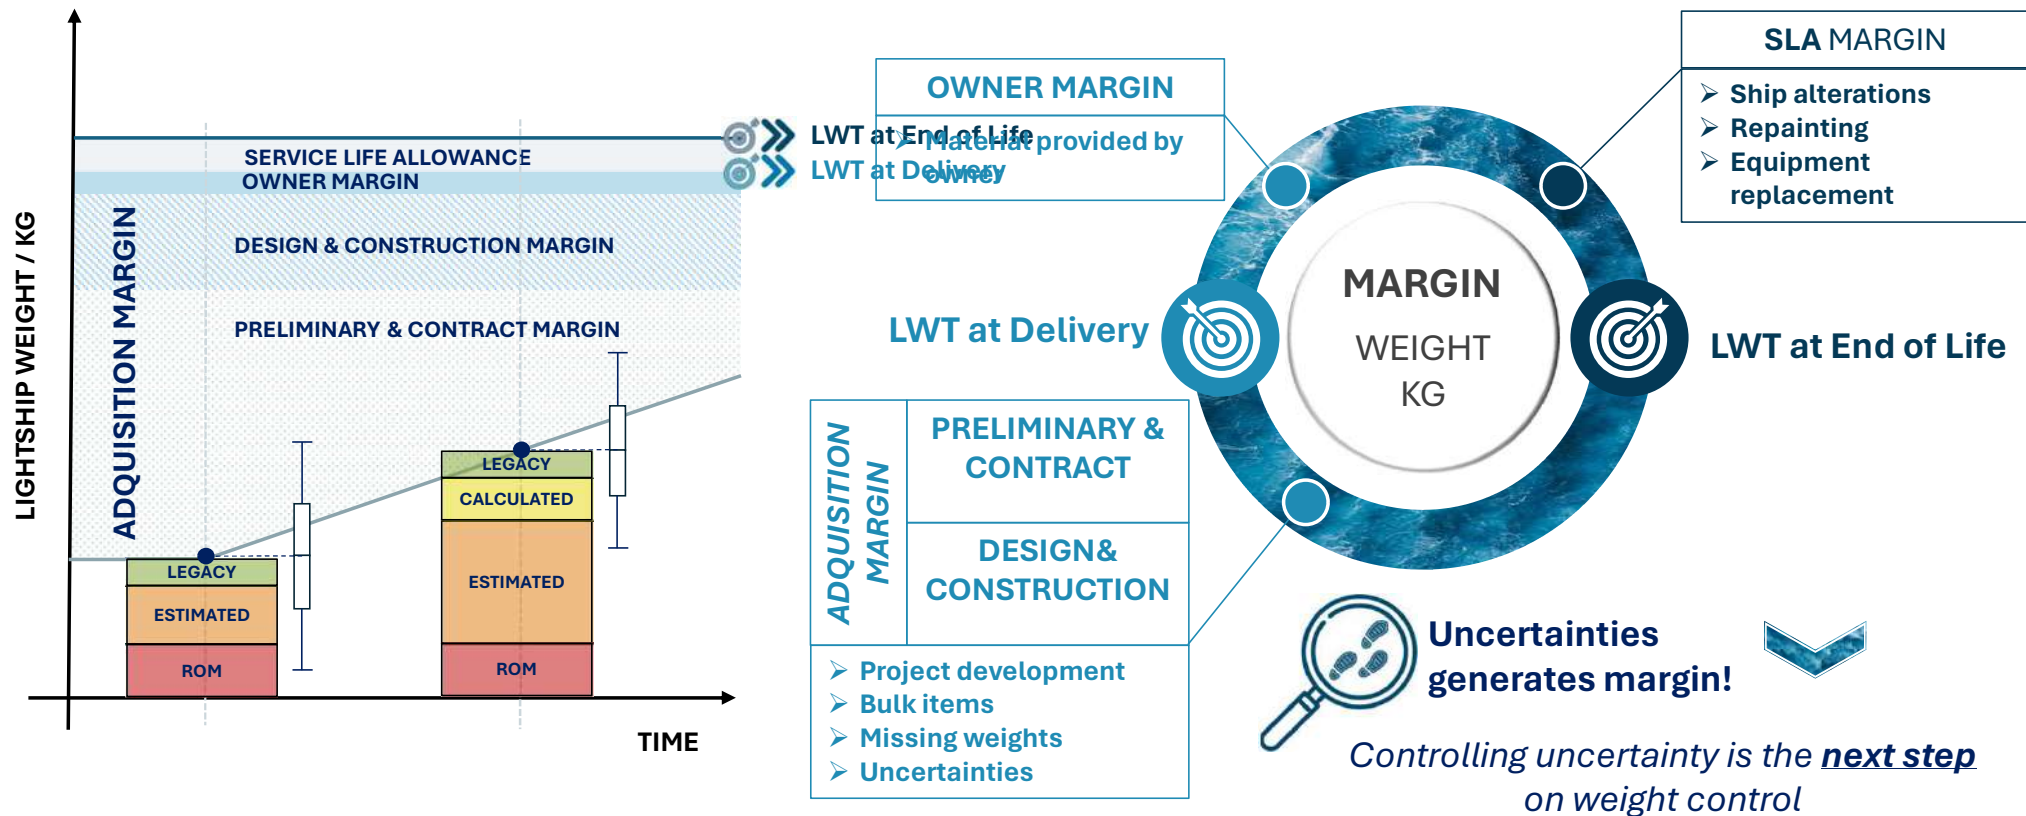 LIGHTSHIP WEIGHT / KG
ADQUISITION MARGIN
SERVICE LIFE ALLOWANCE
OWNER MARGIN
DESIGN & CONSTRUCTION MARGIN
PRELIMINARY & CONTRACT MARGIN
LEGACY
ESTIMATED
ROM
LEGACY
CALCULATED
ESTIMATED
ROM
TIME
LWT at End of Life
LWT at Delivery
OWNER MARGIN
➢ Material provided by
owner
SLA MARGIN
➢ Ship alterations
➢ Repainting
➢ Equipment
replacement
MARGIN
WEIGHT
KG
LWT at Delivery
LWT at End of Life
ADQUISITION
MARGIN
PRELIMINARY &
CONTRACT
DESIGN&
CONSTRUCTION
➢ Project development
➢ Bulk items
➢ Missing weights
➢ Uncertainties
Uncertainties
generates margin!
Controlling uncertainty is the next step
on weight control